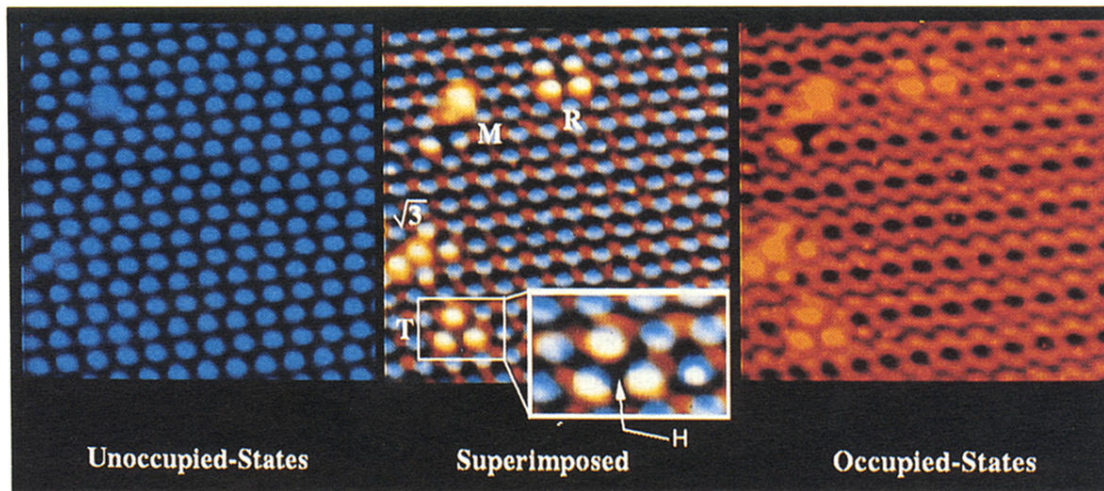 M
R
√3
T
H
Unoccupied-States
Superimposed
Occupied-States